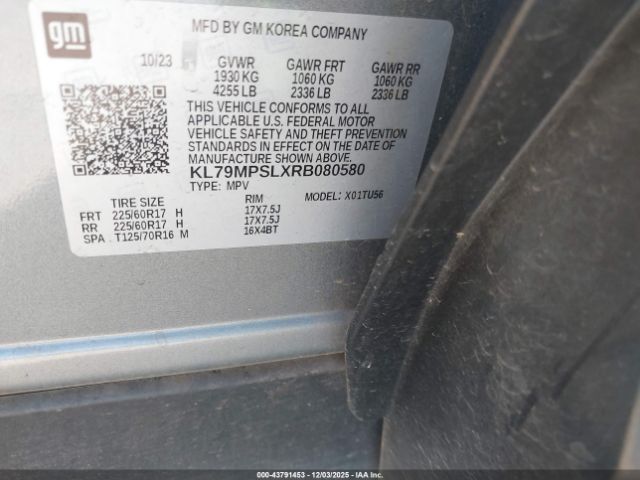 gm
MFD BY GM KOREA COMPANY
10/23 GVWR GAWR FRT GAWR RR
1930 KG 1060 KG 1060 KG
4255 LB 2336 LB 2336 LB
THIS VEHICLE CONFORMS TO ALL
APPLICABLE U.S. FEDERAL MOTOR
VEHICLE SAFETY AND THEFT PREVENTION
STANDARDS IN EFFECT ON THE DATE OF
MANUFACTURE SHOWN ABOVE.
KL79MPSLXRB080580
TYPE: MPV MODEL: X01TU56
TIRE SIZE RIM
FRT 225/60R17 H 17X7.5J
RR 225/60R17 H 17X7.5J
SPA T125/70R16 M 16X4BT
000-43791453 - 12/03/2025 - IAAI.CA